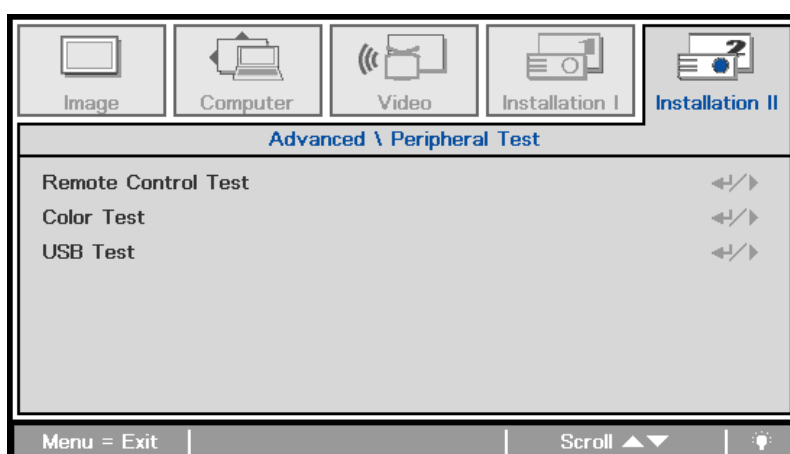 Image Computer Video Installation I Installation II
Advanced \ Peripheral Test
Remote Control Test
Color Test
USB Test
Menu = Exit Scroll ▲▼